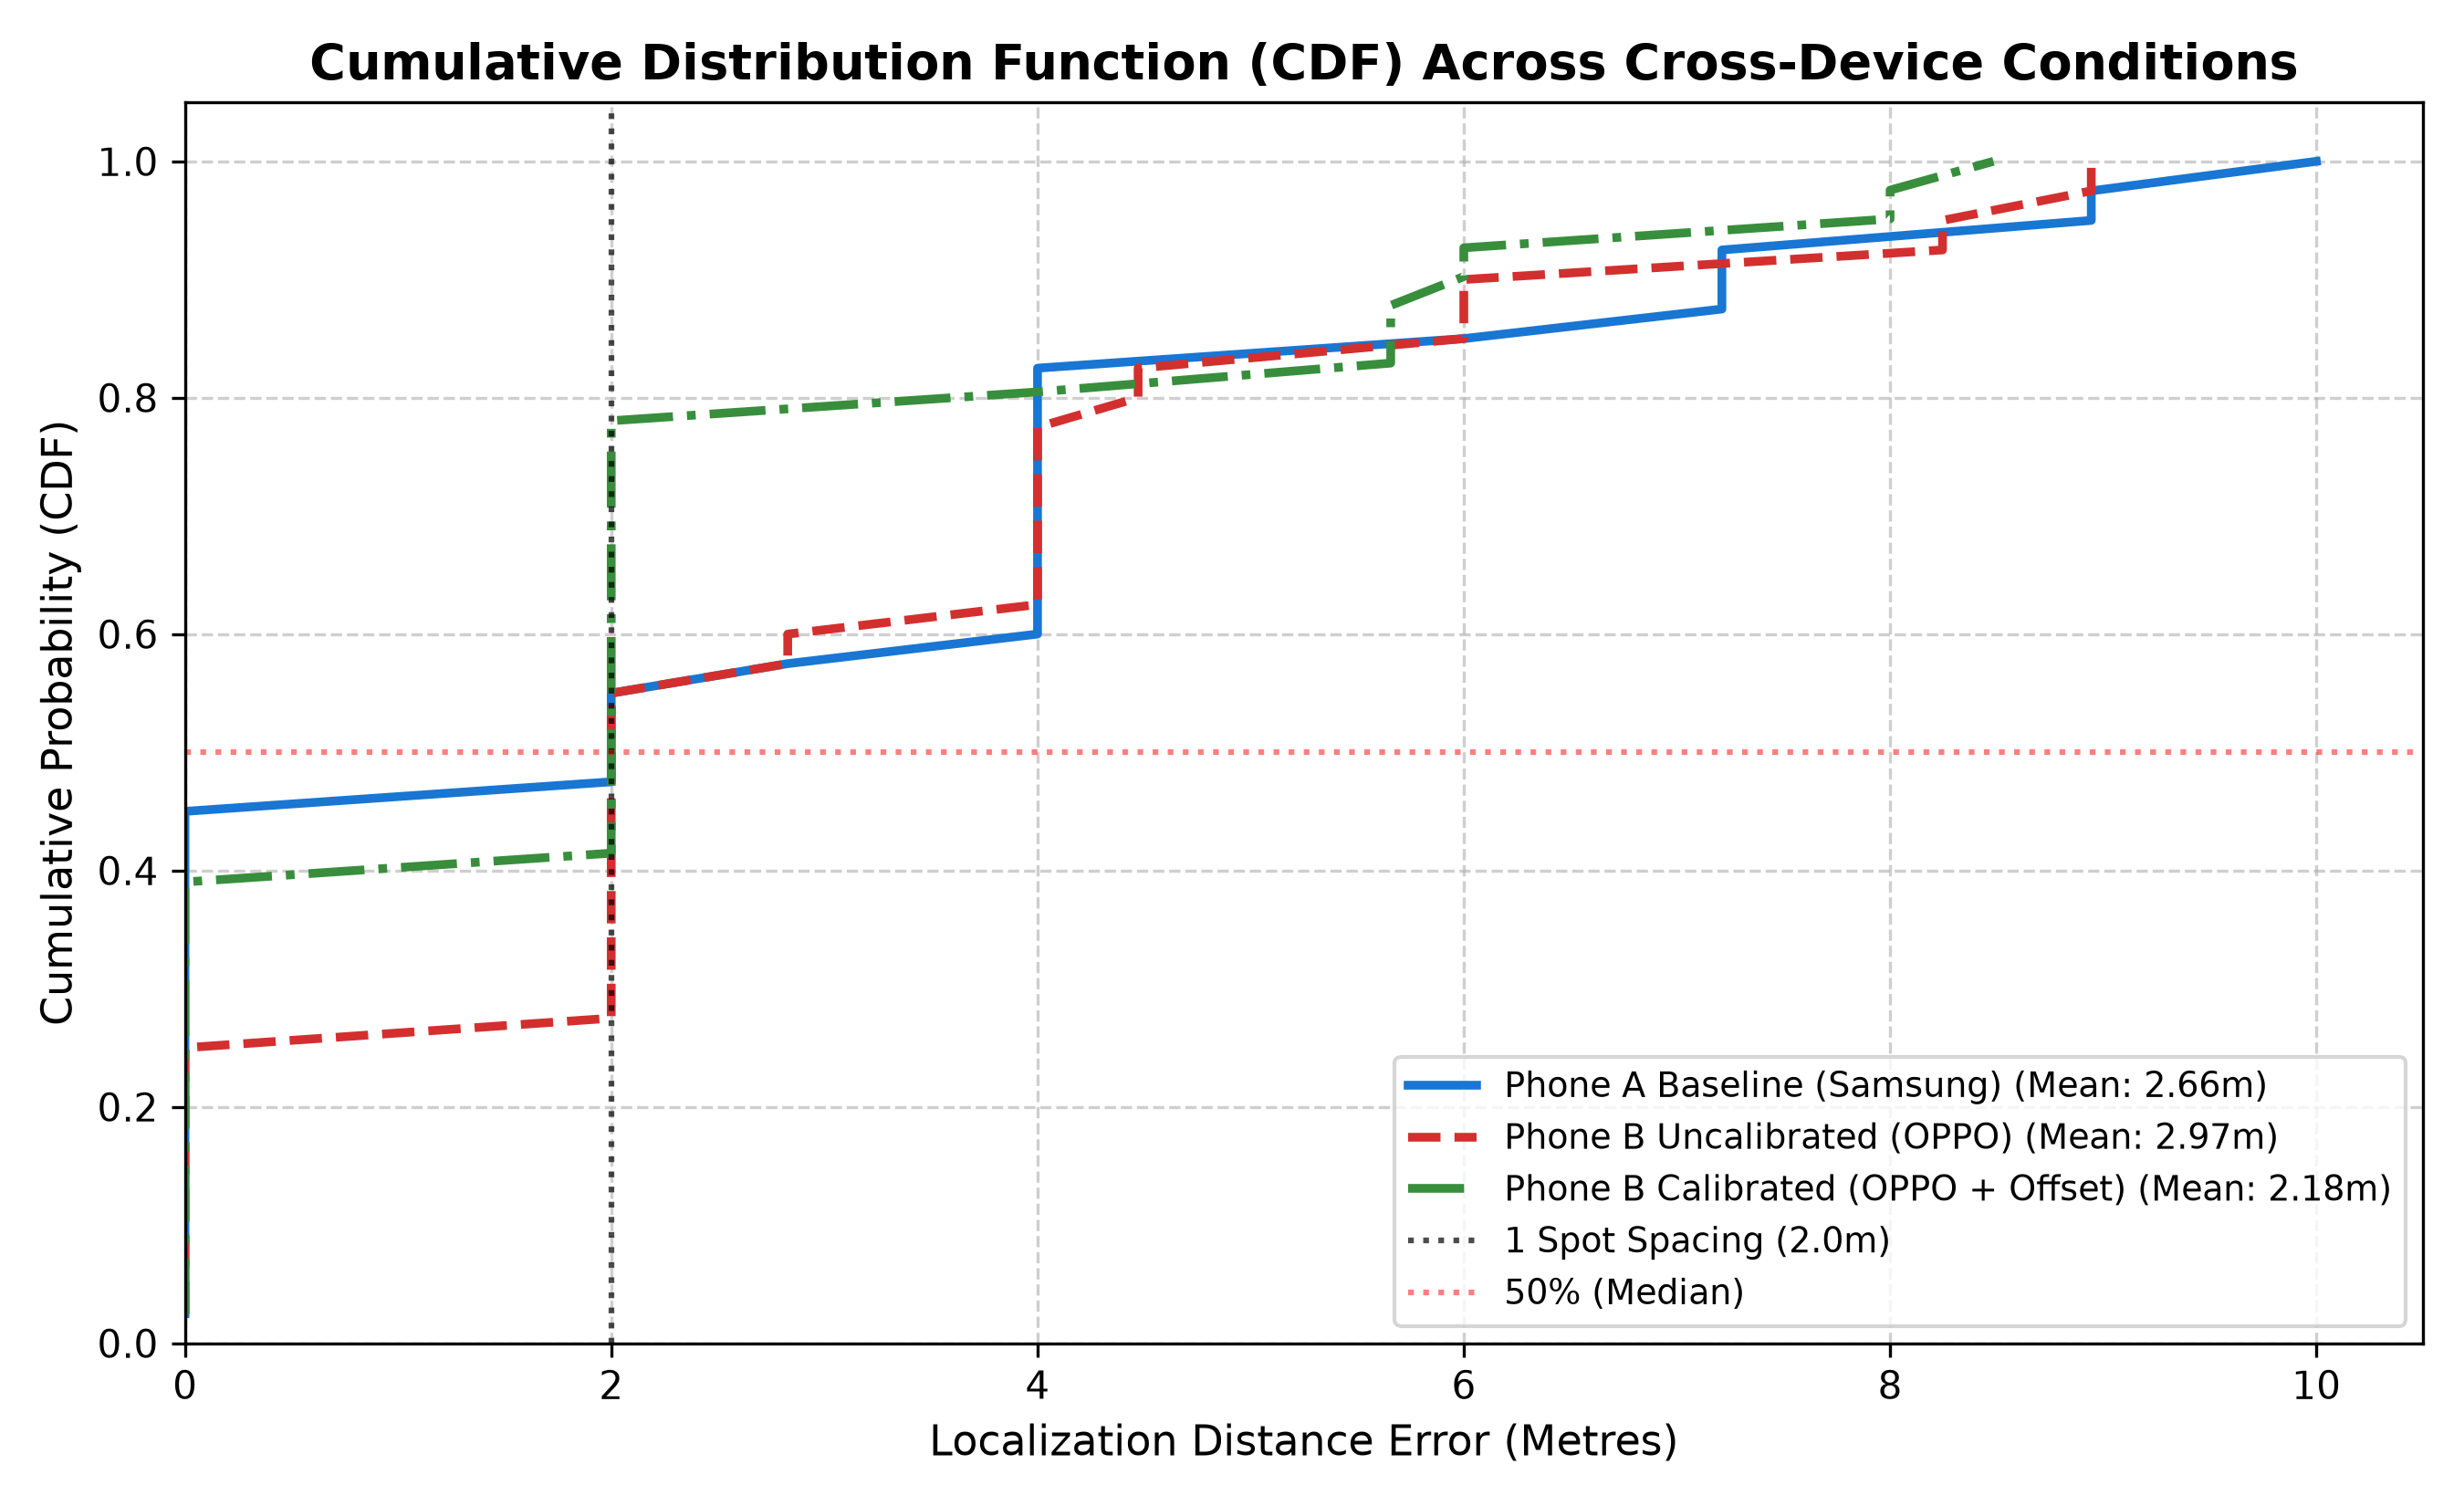 Cumulative Distribution Function (CDF) Across Cross-Device Conditions
Cumulative Probability (CDF)
1.0
0.8
0.6
0.4
0.2
0.0
0 2 4 6 8 10
Localization Distance Error (Metres)
Phone A Baseline (Samsung) (Mean: 2.66m)
Phone B Uncalibrated (OPPO) (Mean: 2.97m)
Phone B Calibrated (OPPO + Offset) (Mean: 2.18m)
1 Spot Spacing (2.0m)
50% (Median)